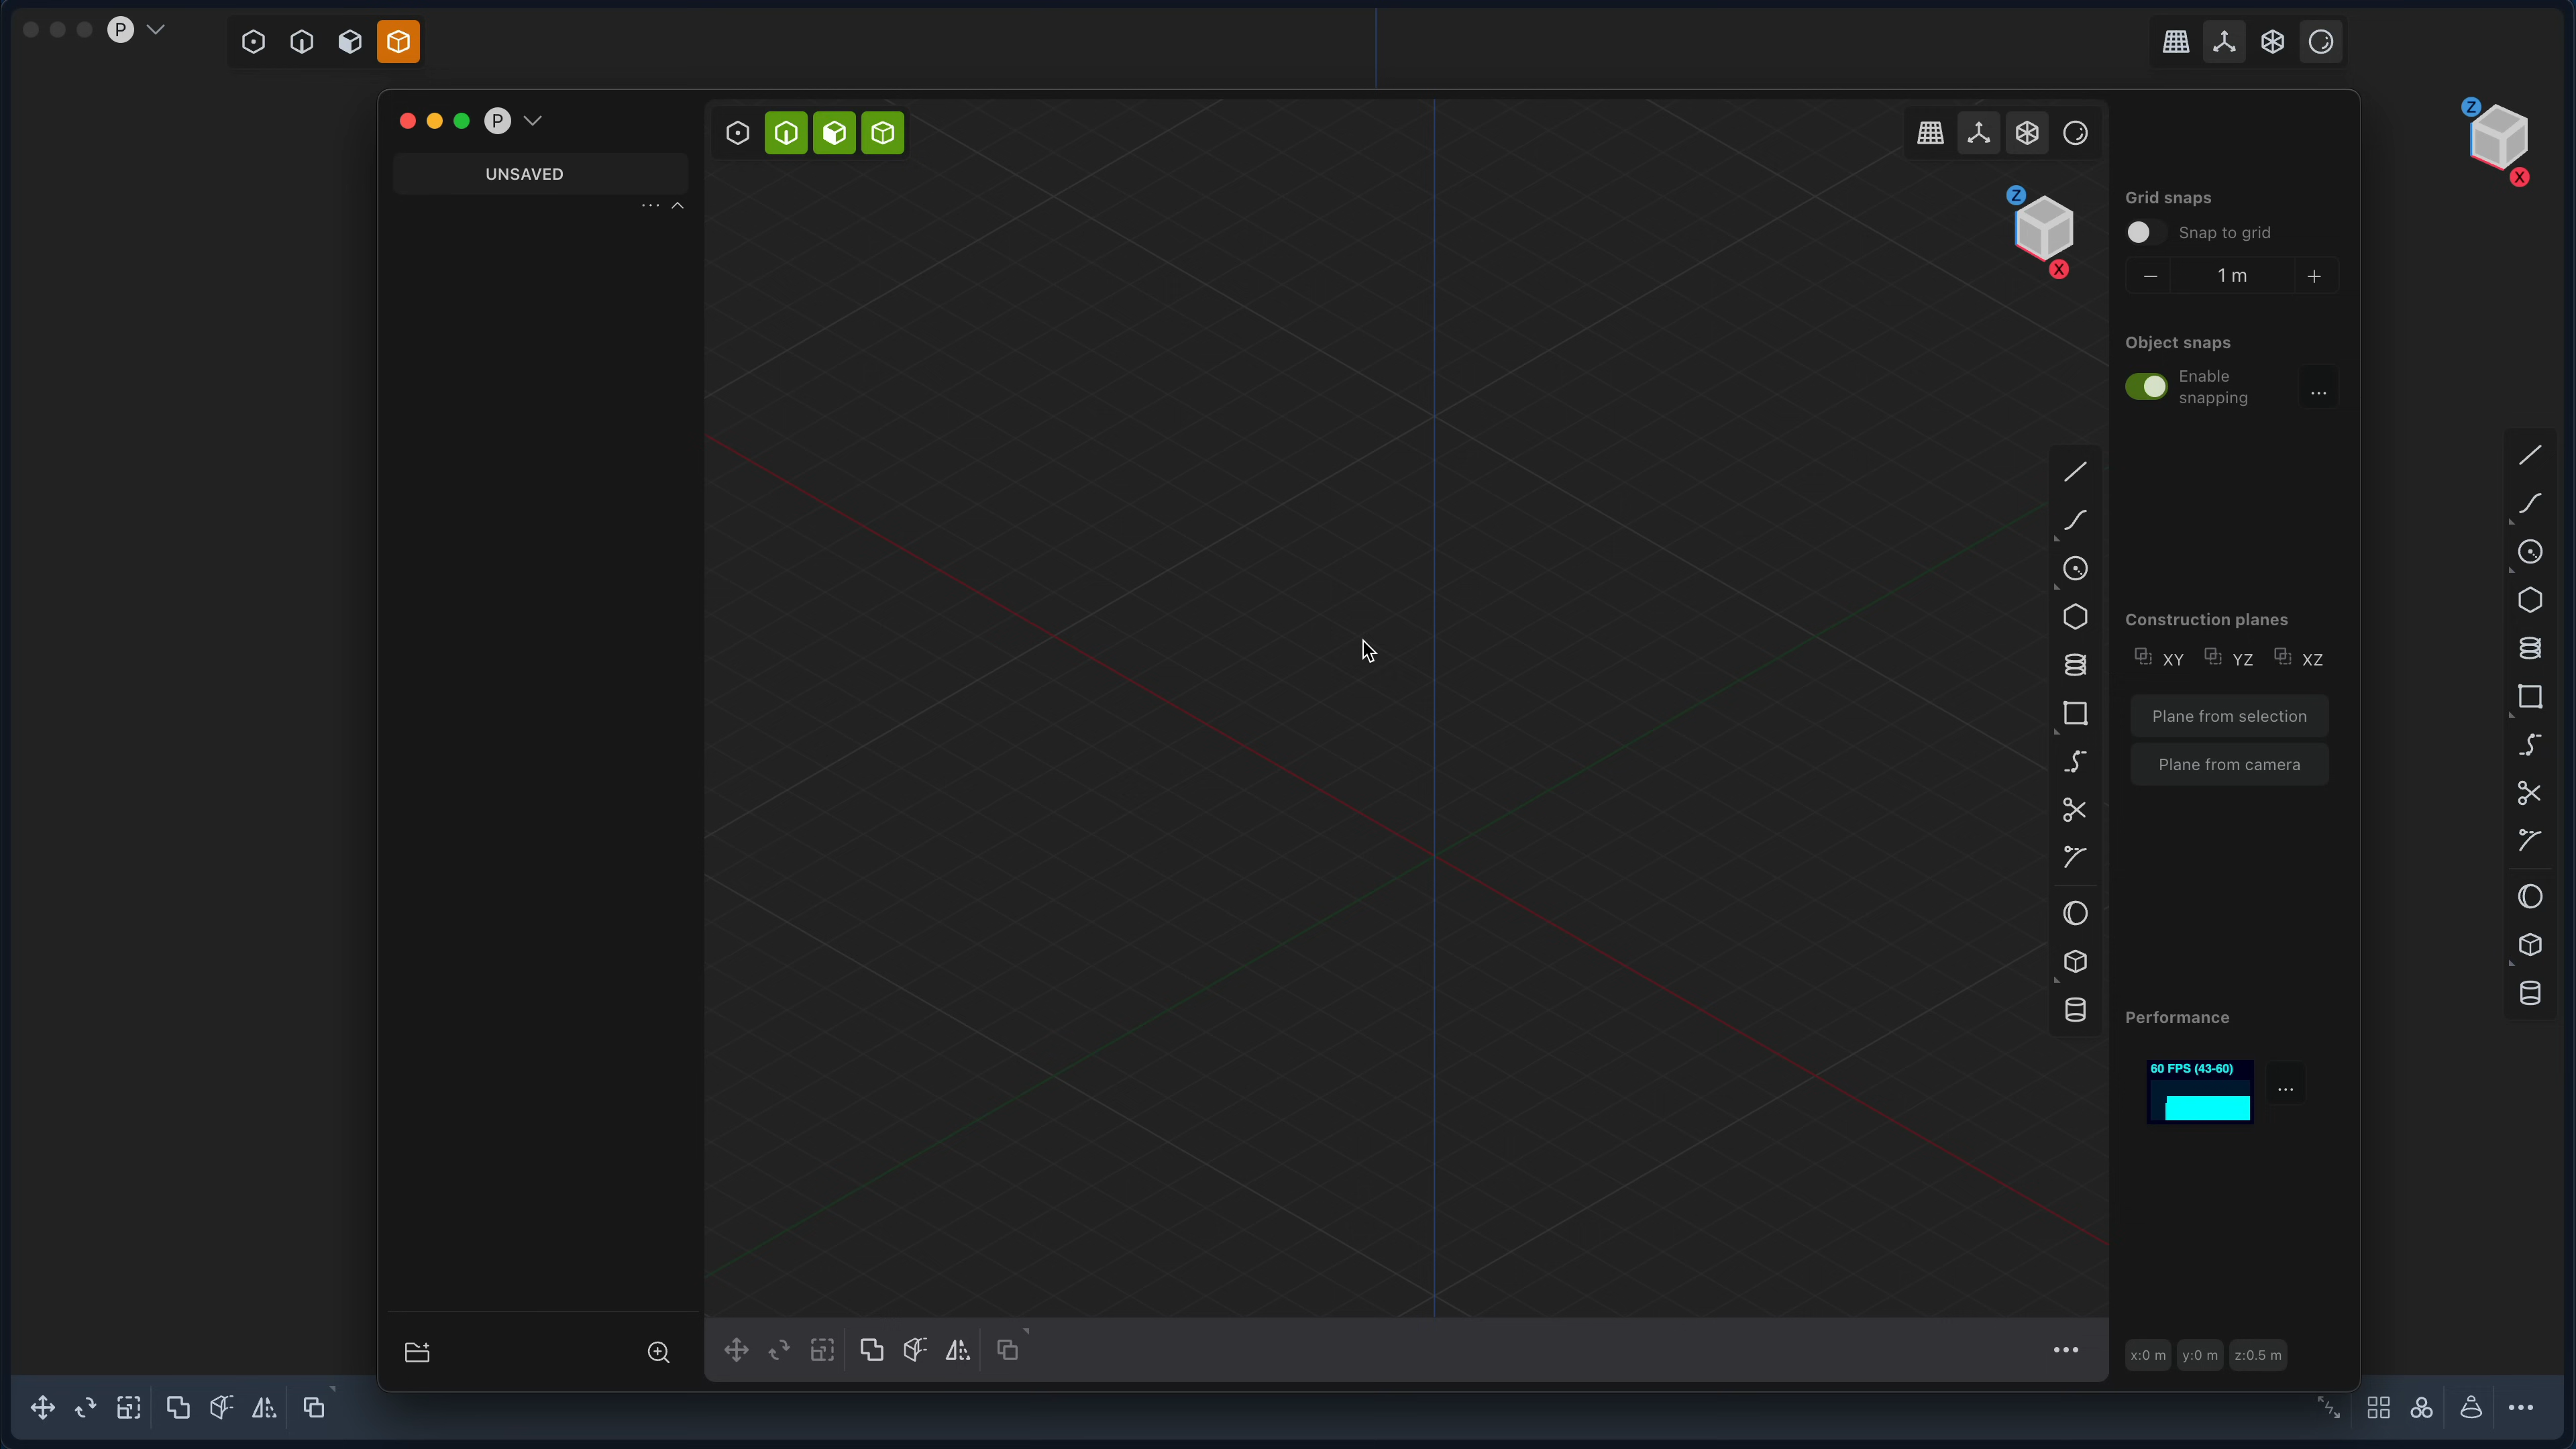 P
Z
X
P
UNSAVED
Z
X
Grid snaps
Snap to grid
1 m
Object snaps
Enable
snapping
...
Construction planes
XY YZ XZ
Plane from selection
Plane from camera
Performance
60 FPS (43-60)
...
x:0 m y:0 m z:0.5 m